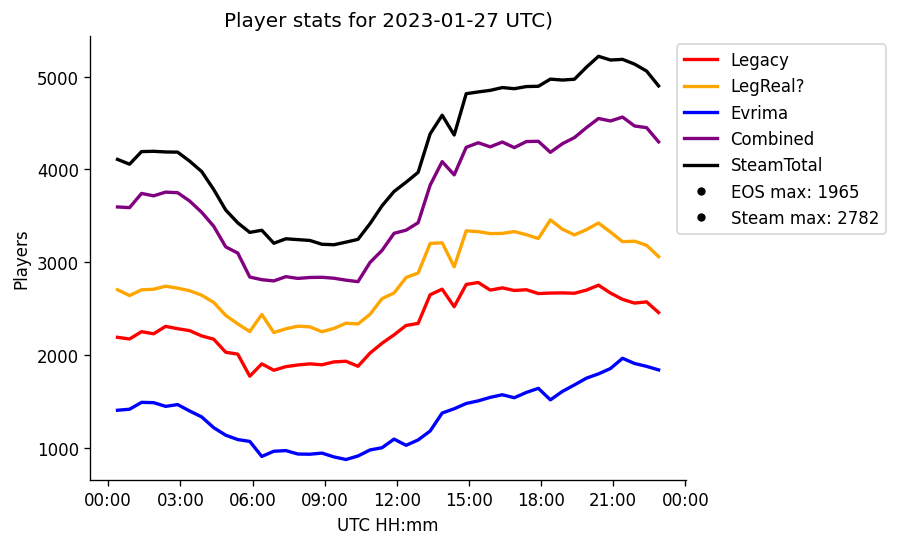 Player stats for 2023-01-27 UTC)
Legacy
LegReal?
Evrima
Combined
SteamTotal
EOS max: 1965
Steam max: 2782
Players
5000
4000
3000
2000
1000
00:00 03:00 06:00 09:00 12:00 15:00 18:00 21:00 00:00
UTC HH:mm